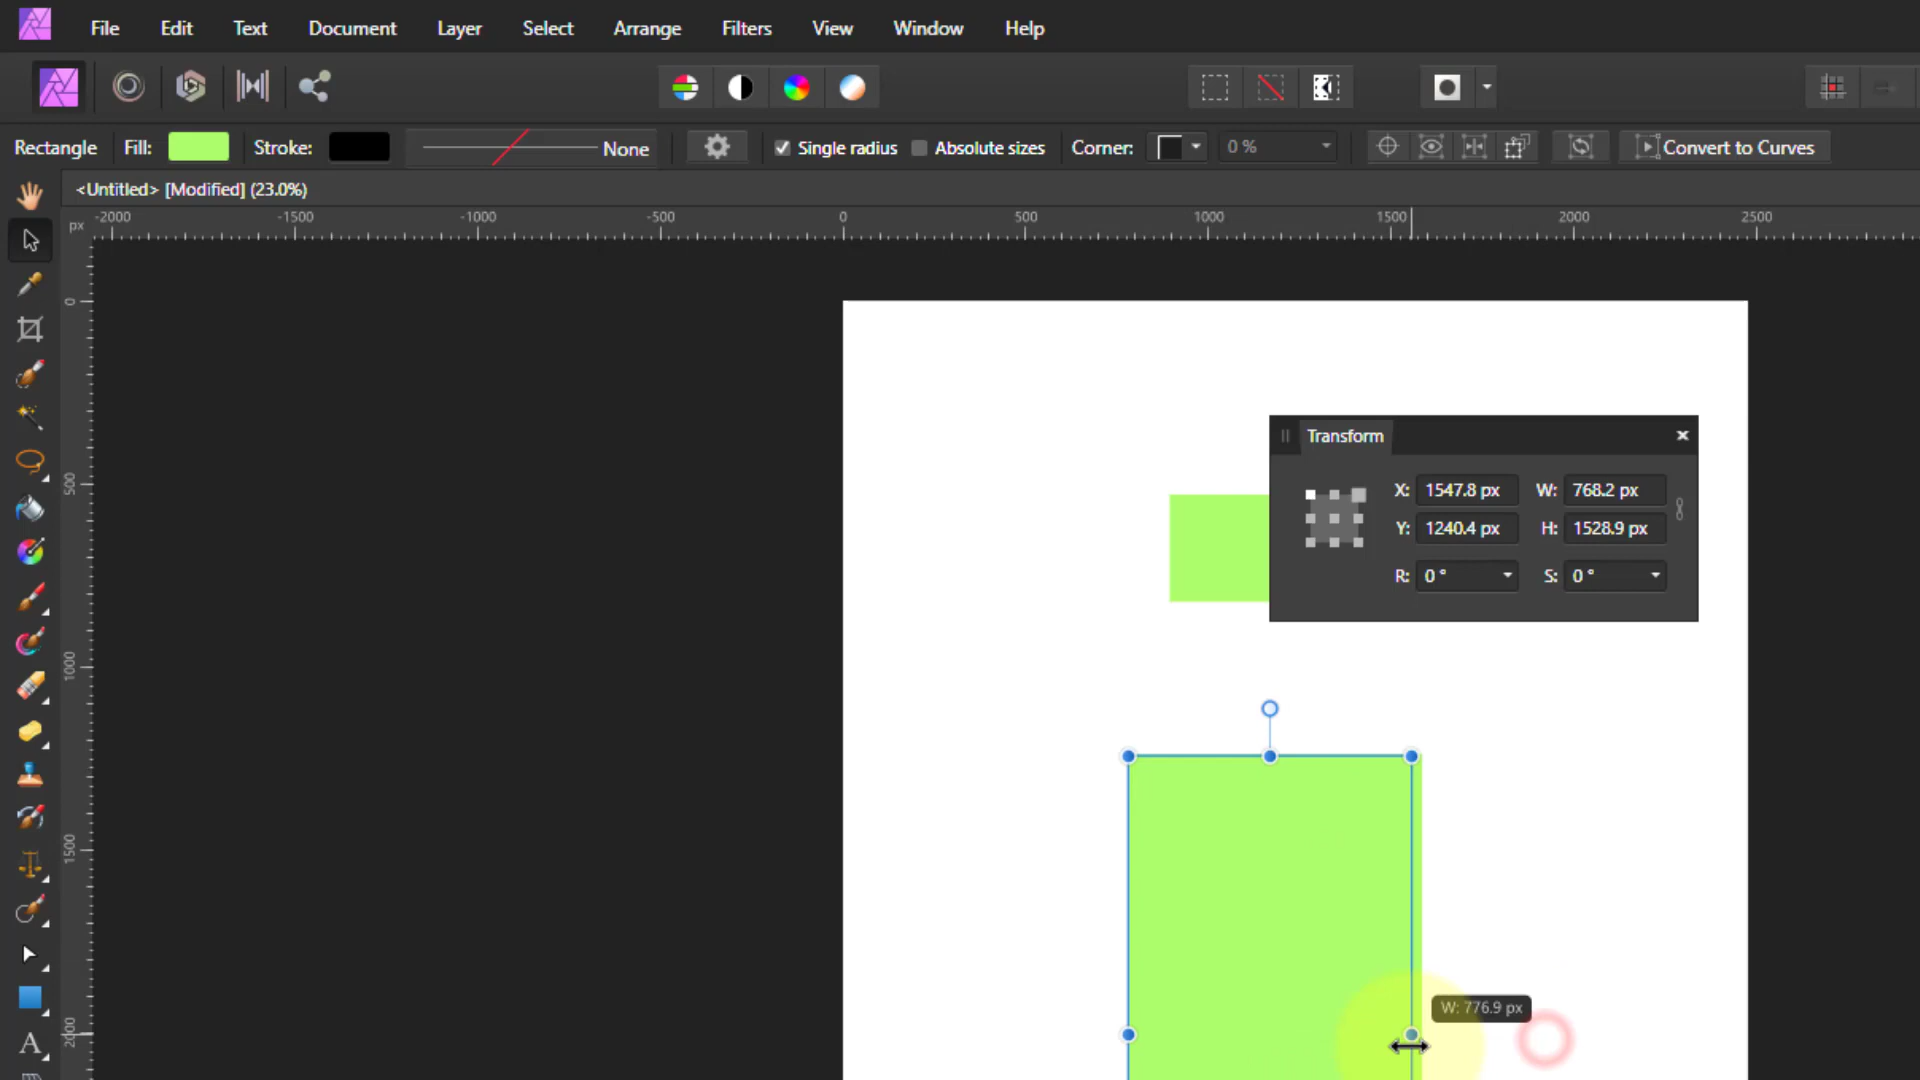 File Edit Text Document Layer Select Arrange Filters View Window Help
Rectangle Fill: Stroke: None Single radius Absolute sizes Corner: 0 % Convert to Curves
<Untitled> [Modified] (23.0%)
px -2000 -1500 -1000 -500 0 500 1000 1500 2000 2500
0
500
1000
1500
2000
Transform
X: 1547.8 px W: 768.2 px
Y: 1240.4 px H: 1528.9 px
R: 0 ° S: 0 °
W: 776.9 px